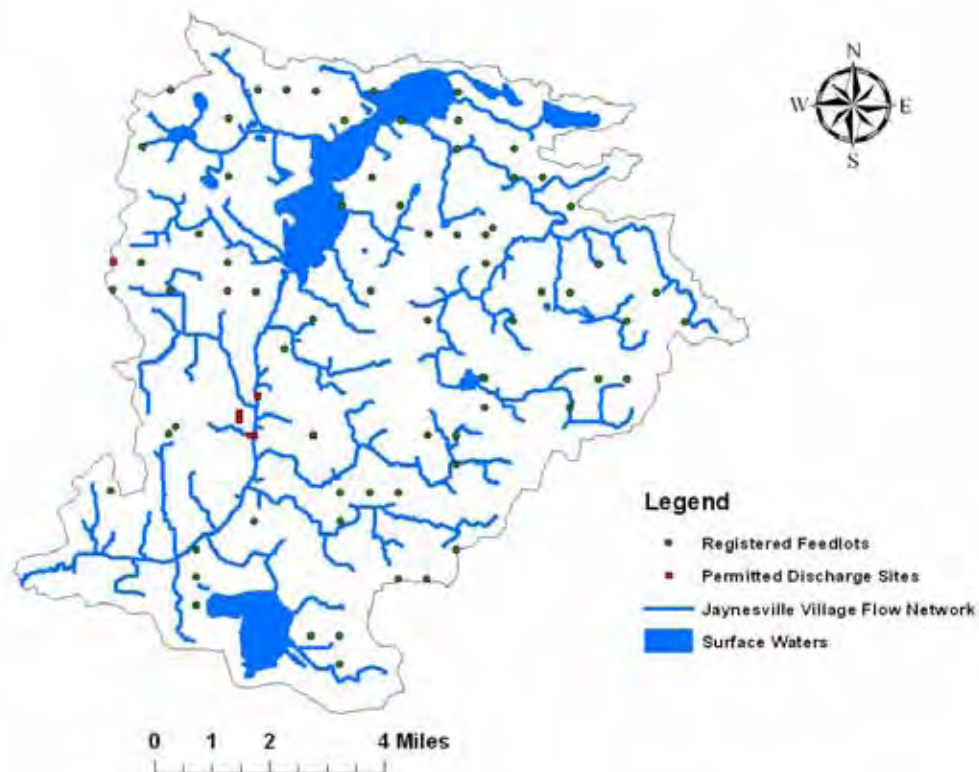 N
W E
S
Legend
Registered Feedlots
Permitted Discharge Sites
Jaynesville Village Flow Network
Surface Waters
0 1 2 4 Miles